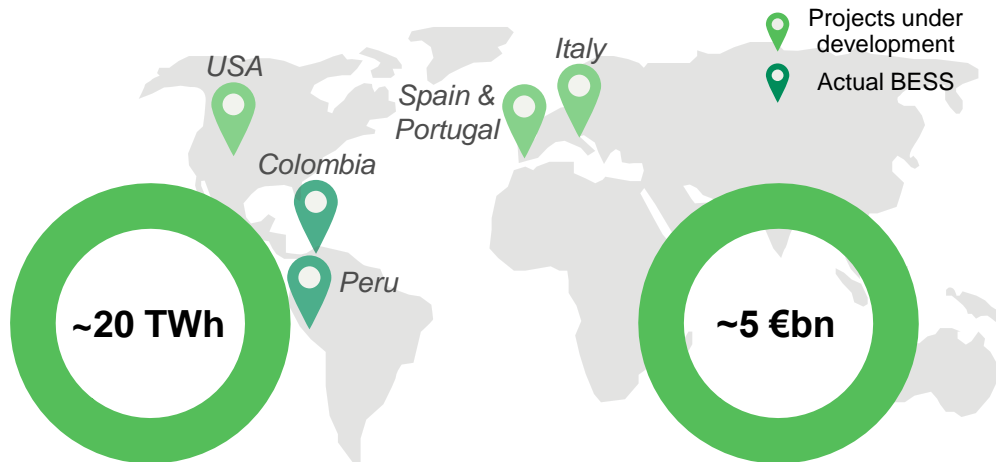 Projects under
development
Actual BESS
USA
Italy
Spain &
Portugal
Colombia
Peru
~20 TWh
~5 €bn